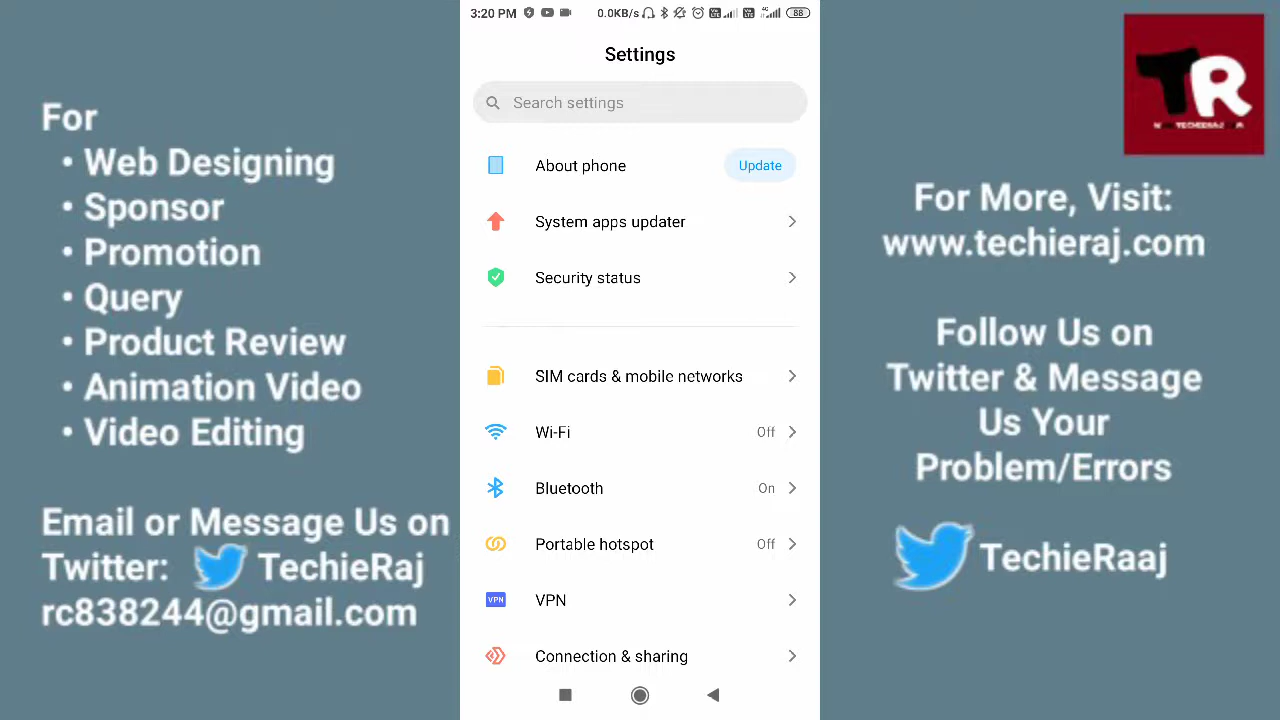 For
• Web Designing
• Sponsor
• Promotion
• Query
• Product Review
• Animation Video
• Video Editing
Email or Message Us on
Twitter: TechieRaj
rc838244@gmail.com
3:20 PM 0.0KB/s 4G 88
Settings
Search settings
About phone Update
System apps updater
Security status
SIM cards & mobile networks
Wi-Fi Off
Bluetooth On
Portable hotspot Off
VPN VPN
Connection & sharing
TR
For More, Visit:
www.techieraj.com
Follow Us on
Twitter & Message
Us Your
Problem/Errors
TechieRaaj